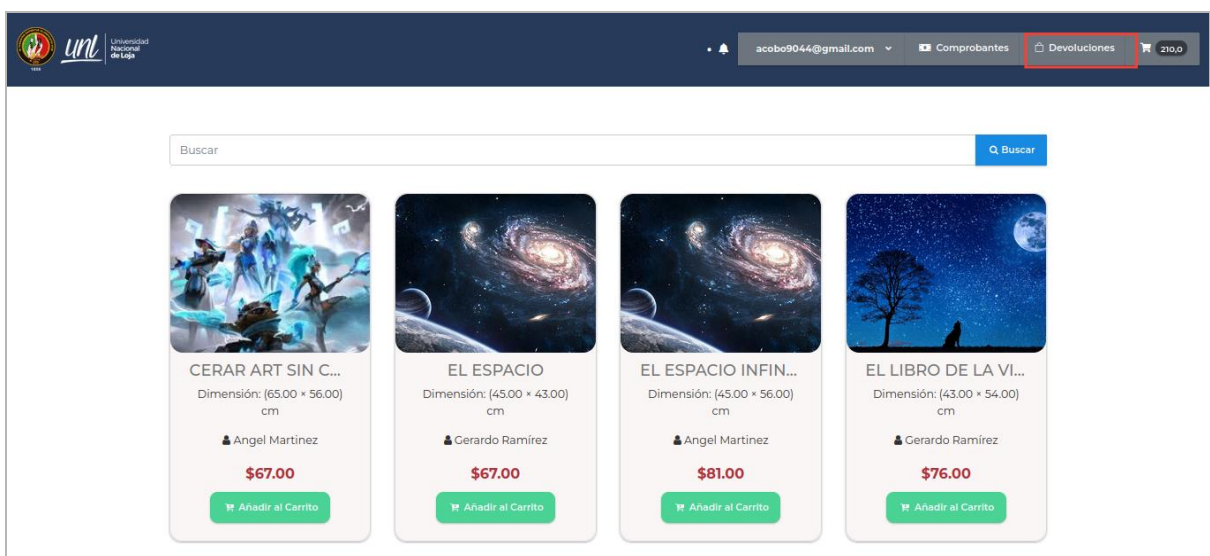 unl Universidad
Nacional
de Loja
acobo9044@gmail.com Comprobantes Devoluciones 210,0
Buscar Buscar
CERAR ART SIN C... EL ESPACIO EL ESPACIO INFIN... EL LIBRO DE LA VI...
Dimensión: (65.00 × 56.00) Dimensión: (45.00 × 43.00) Dimensión: (45.00 × 56.00) Dimensión: (43.00 × 54.00)
cm cm cm cm
Angel Martinez Gerardo Ramírez Angel Martinez Gerardo Ramírez
$67.00 $67.00 $81.00 $76.00
Añadir al Carrito Añadir al Carrito Añadir al Carrito Añadir al Carrito